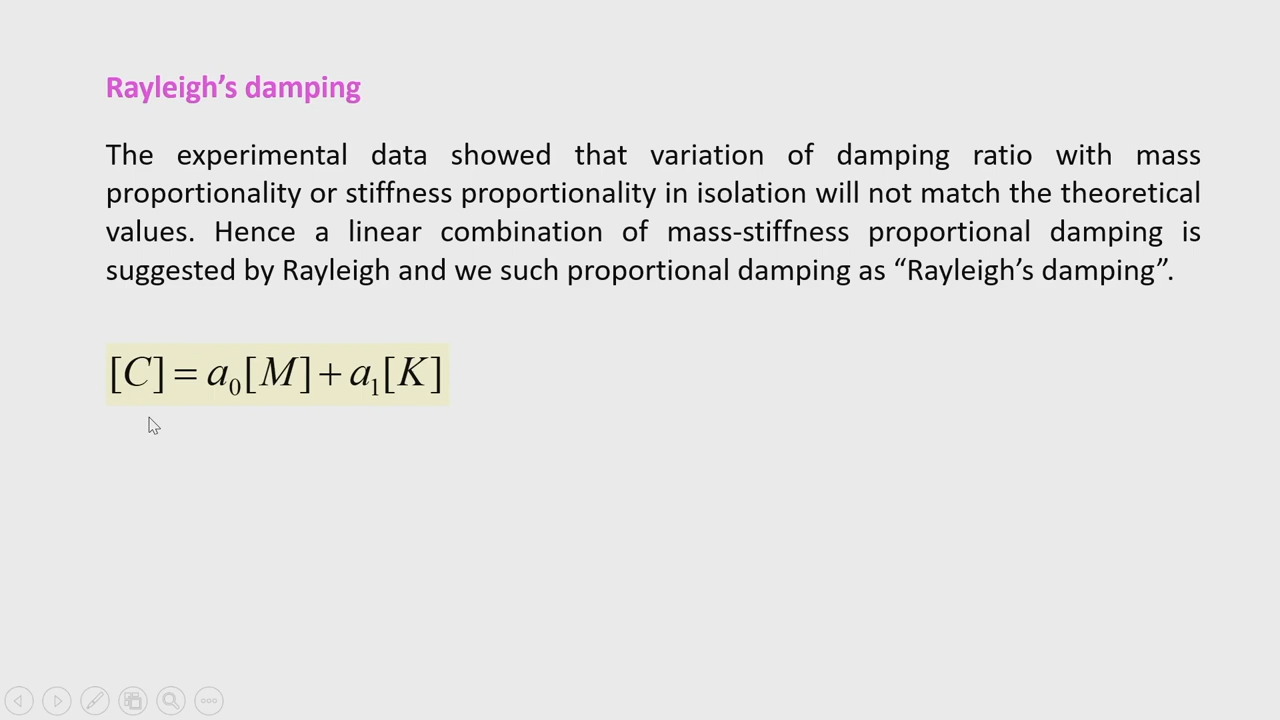 Rayleigh’s damping
The experimental data showed that variation of damping ratio with mass
proportionality or stiffness proportionality in isolation will not match the theoretical
values. Hence a linear combination of mass-stiffness proportional damping is
suggested by Rayleigh and we such proportional damping as “Rayleigh’s damping”.
[C] = a₀[M] + a₁[K]